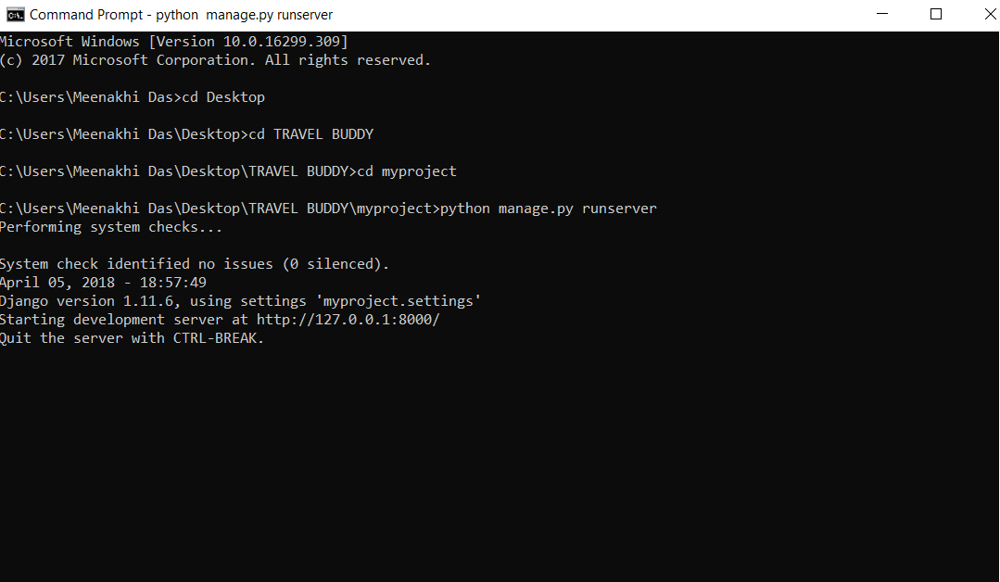 Command Prompt - python  manage.py runserver
Microsoft Windows [Version 10.0.16299.309]
(c) 2017 Microsoft Corporation. All rights reserved.
C:\Users\Meenakhi Das>cd Desktop
C:\Users\Meenakhi Das\Desktop>cd TRAVEL BUDDY
C:\Users\Meenakhi Das\Desktop\TRAVEL BUDDY>cd myproject
C:\Users\Meenakhi Das\Desktop\TRAVEL BUDDY\myproject>python manage.py runserver
Performing system checks...
System check identified no issues (0 silenced).
April 05, 2018 - 18:57:49
Django version 1.11.6, using settings 'myproject.settings'
Starting development server at http://127.0.0.1:8000/
Quit the server with CTRL-BREAK.